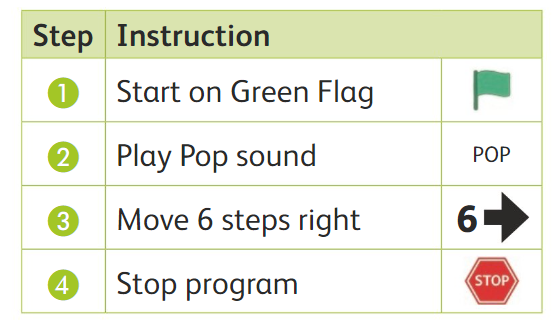 Step Instruction
1 Start on Green Flag
2 Play Pop sound POP
3 Move 6 steps right 6
4 Stop program STOP